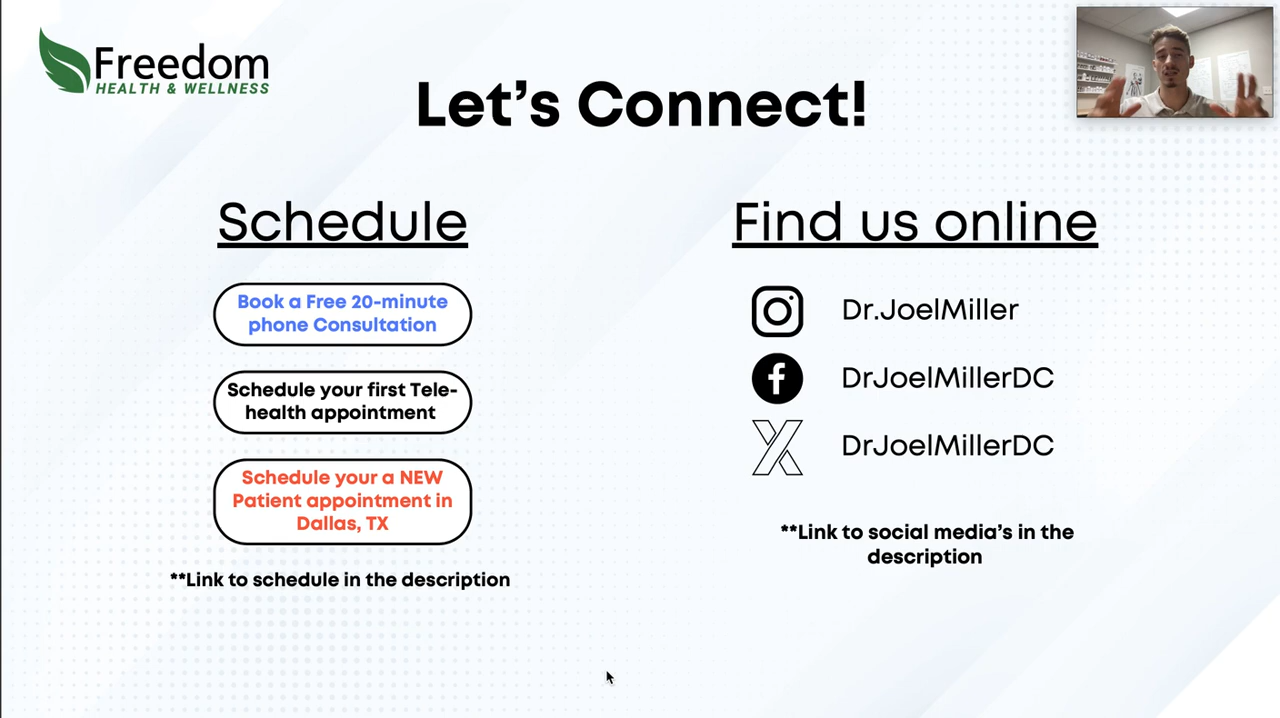 Freedom
HEALTH & WELLNESS
Let's Connect!
Schedule
Book a Free 20-minute
phone Consultation
Schedule your first Tele-
health appointment
Schedule your a NEW
Patient appointment in
Dallas, TX
**Link to schedule in the description
Find us online
Dr.JoelMiller
DrJoelMillerDC
DrJoelMillerDC
**Link to social media's in the
description